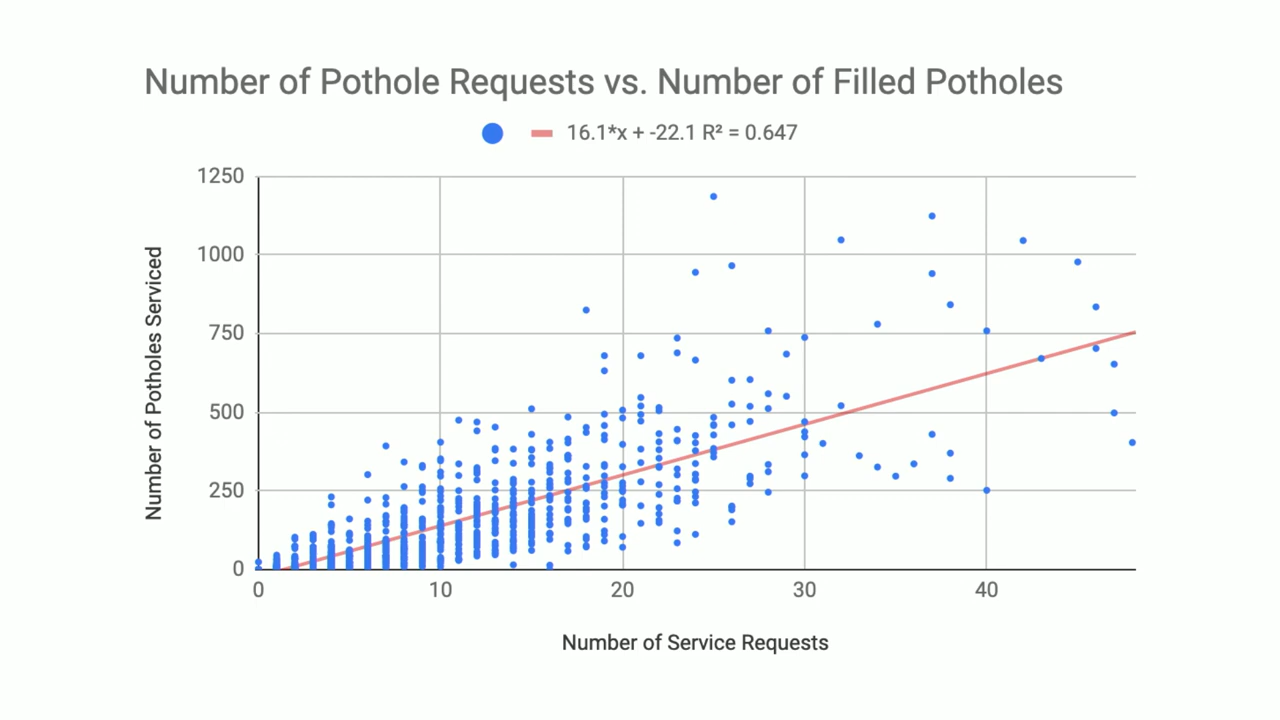 Number of Pothole Requests vs. Number of Filled Potholes
16.1*x + -22.1 R² = 0.647
1250
1000
750
500
250
0
Number of Potholes Serviced
0 10 20 30 40
Number of Service Requests